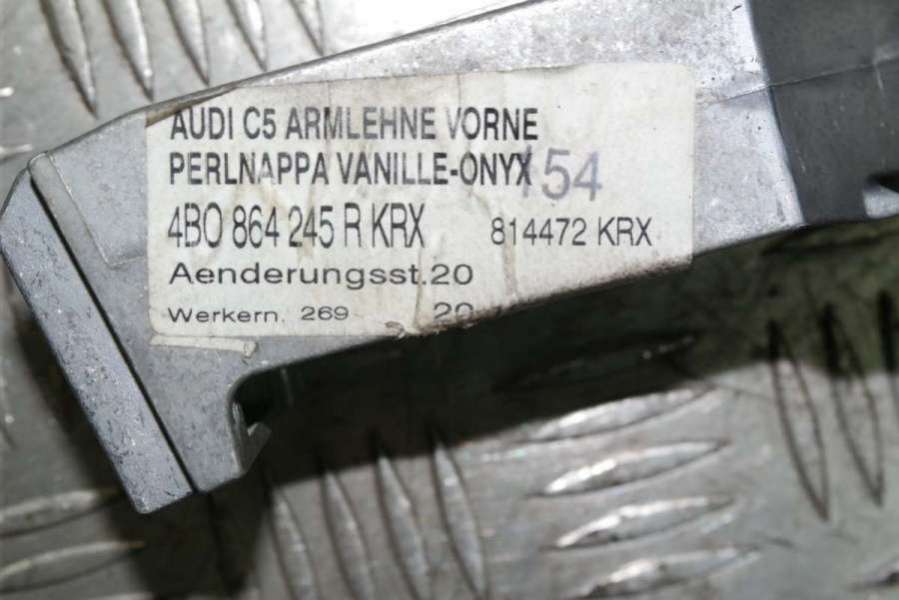 AUDI C5 ARMLEHNE VORNE
PERLNAPPA VANILLE-ONYX 154
4B0 864 245 R KRX 814472 KRX
Aenderungsst.20
Werkern. 269 20